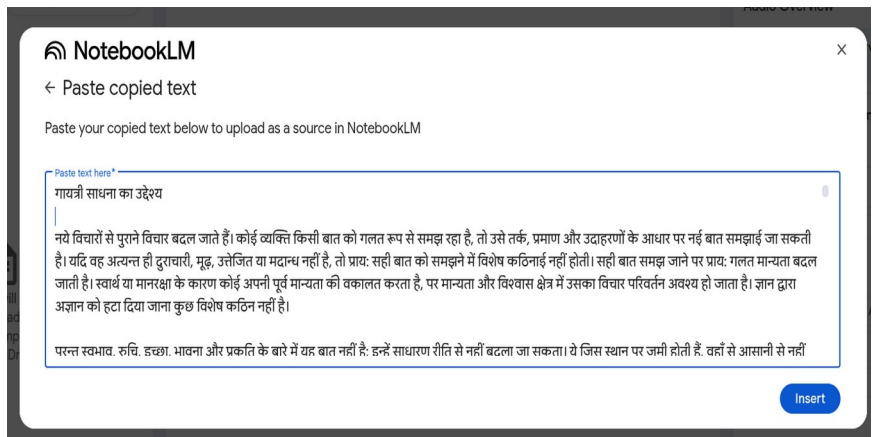 Audio Overview
NotebookLM
X
← Paste copied text
Paste your copied text below to upload as a source in NotebookLM
Paste text here*
गायत्री साधना का उद्देश्य
नये विचारों से पुराने विचार बदल जाते हैं। कोई व्यक्ति किसी बात को गलत रूप से समझ रहा है, तो उसे तर्क, प्रमाण और उदाहरणों के आधार पर नई बात समझाई जा सकती
है। यदि वह अत्यन्त ही दुराचारी, मूढ़, उत्तेजित या मदान्ध नहीं है, तो प्राय: सही बात को समझने में विशेष कठिनाई नहीं होती। सही बात समझ जाने पर प्राय: गलत मान्यता बदल
जाती है। स्वार्थ या मानरक्षा के कारण कोई अपनी पूर्व मान्यता की वकालत करता है, पर मान्यता और विश्वास क्षेत्र में उसका विचार परिवर्तन अवश्य हो जाता है। ज्ञान द्वारा
अज्ञान को हटा दिया जाना कुछ विशेष कठिन नहीं है।
परन्तु स्वभाव, रुचि, इच्छा, भावना और प्रकृति के बारे में यह बात नहीं है; इन्हें साधारण रीति से नहीं बदला जा सकता। ये जिस स्थान पर जमी होती हैं, वहाँ से आसानी से नहीं
Insert